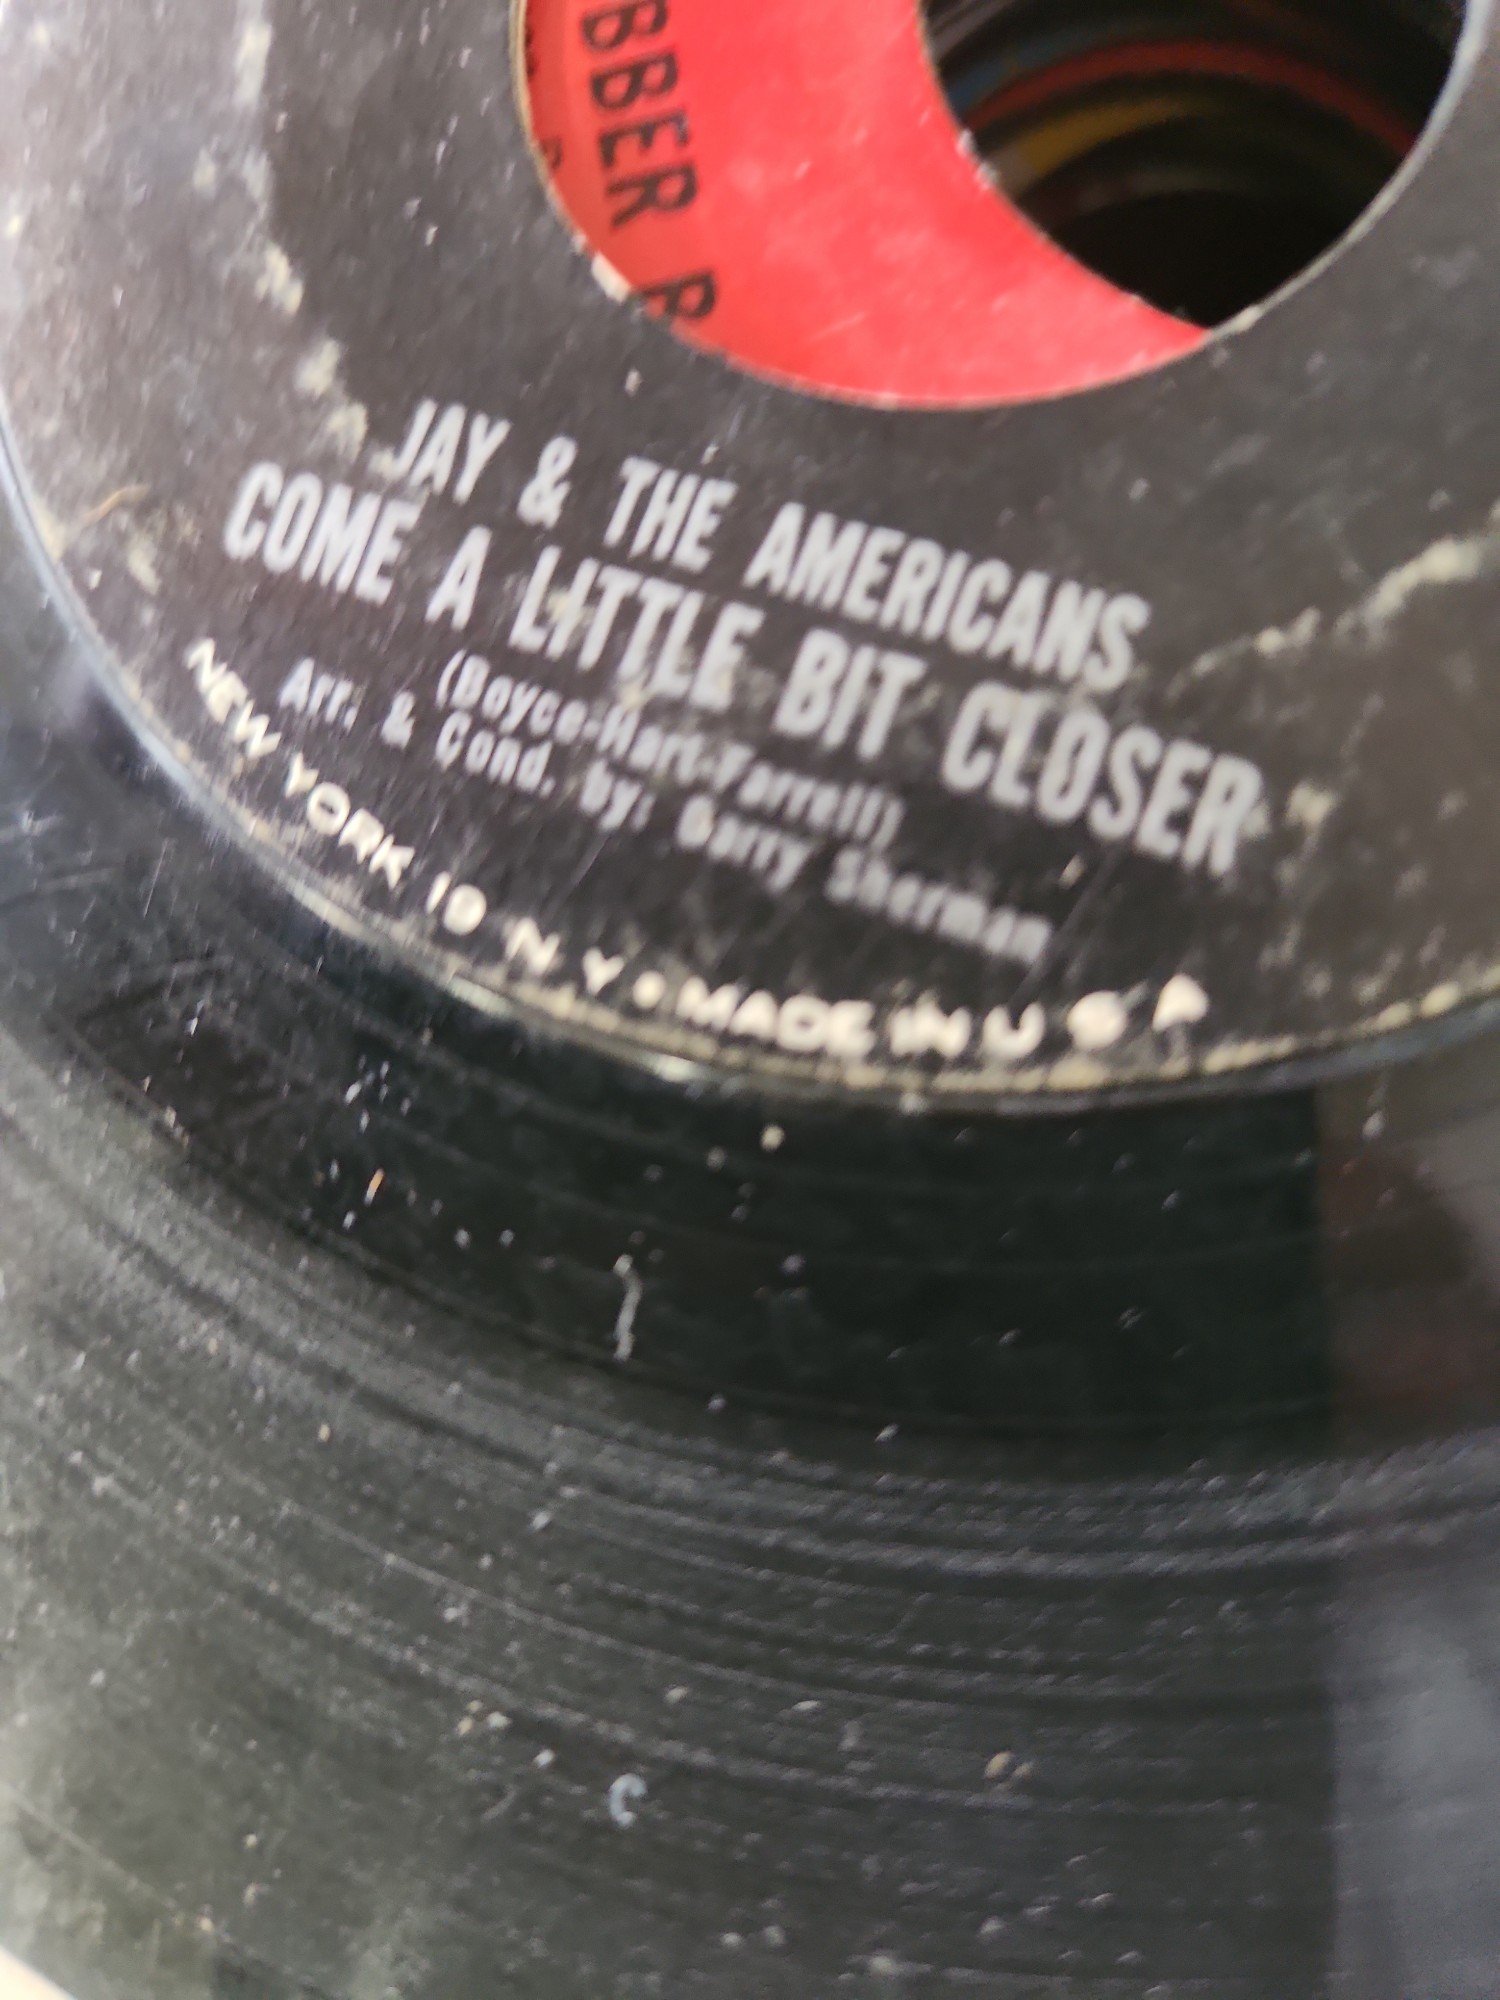 BBER B
JAY & THE AMERICANS
COME A LITTLE BIT CLOSER
(Boyce-Hart-Farrell)
Arr. & Cond. by: Garry Sherman
NEW YORK 19 N Y • MADE IN U S A